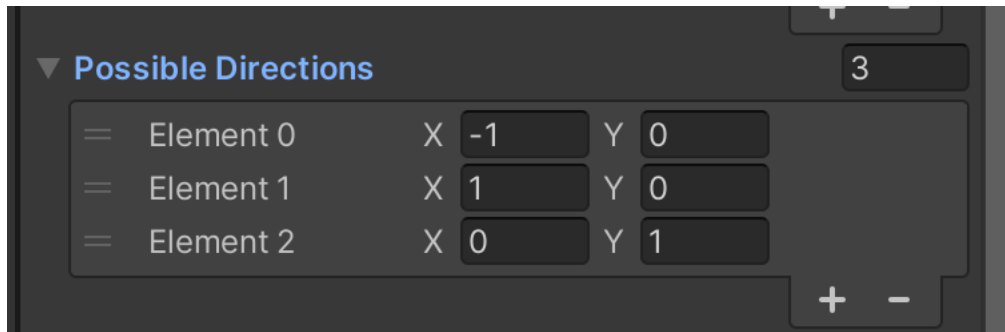 Possible Directions 3
Element 0 X -1 Y 0
Element 1 X 1 Y 0
Element 2 X 0 Y 1
+ -